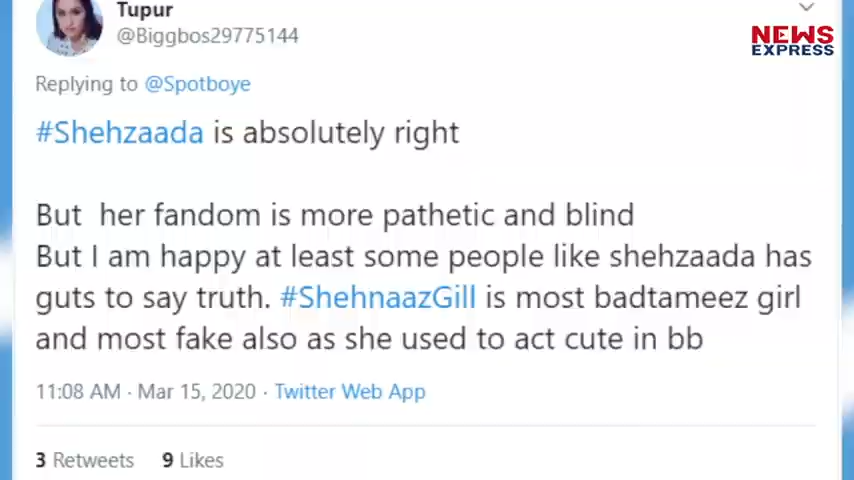 Tupur
@Biggbos29775144
NEWS
EXPRESS
Replying to @Spotboye
#Shehzaada is absolutely right
But her fandom is more pathetic and blind
But I am happy at least some people like shehzaada has
guts to say truth. #ShehnaazGill is most badtameez girl
and most fake also as she used to act cute in bb
11:08 AM · Mar 15, 2020 · Twitter Web App
3 Retweets 9 Likes